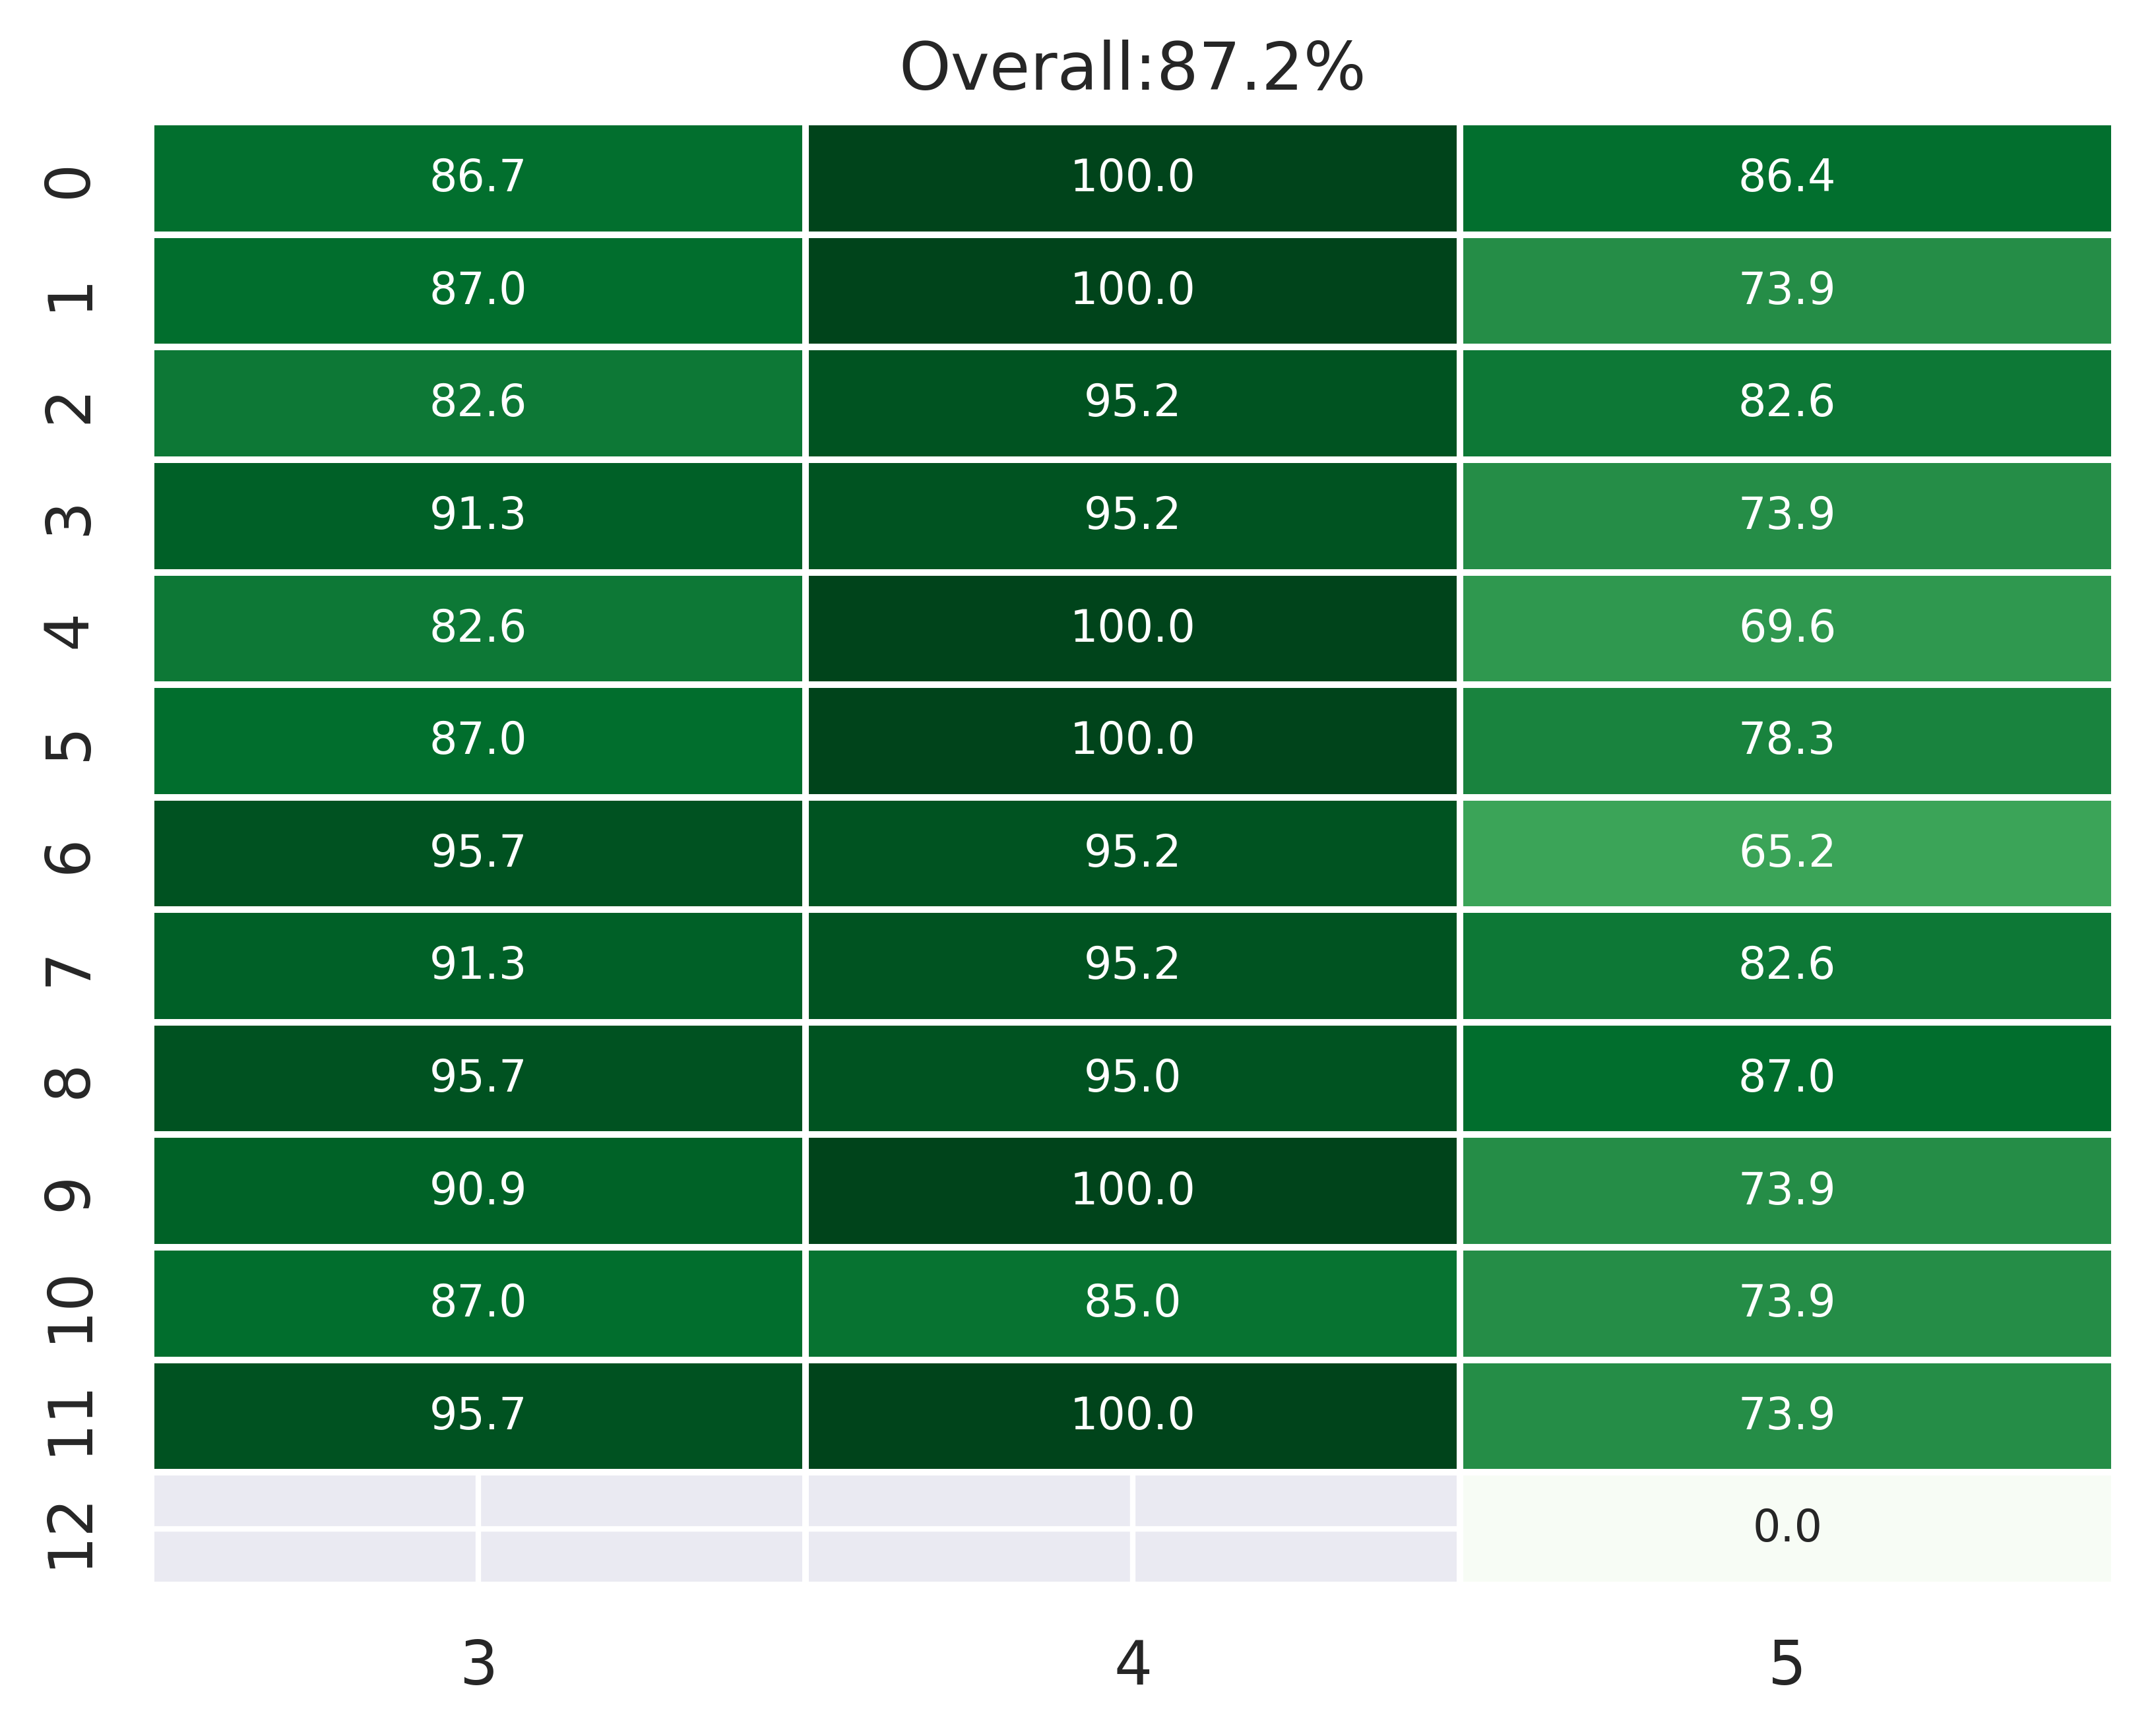 Overall:87.2%
0 86.7 100.0 86.4
1 87.0 100.0 73.9
2 82.6 95.2 82.6
3 91.3 95.2 73.9
4 82.6 100.0 69.6
5 87.0 100.0 78.3
6 95.7 95.2 65.2
7 91.3 95.2 82.6
8 95.7 95.0 87.0
9 90.9 100.0 73.9
10 87.0 85.0 73.9
11 95.7 100.0 73.9
12 0.0
3 4 5